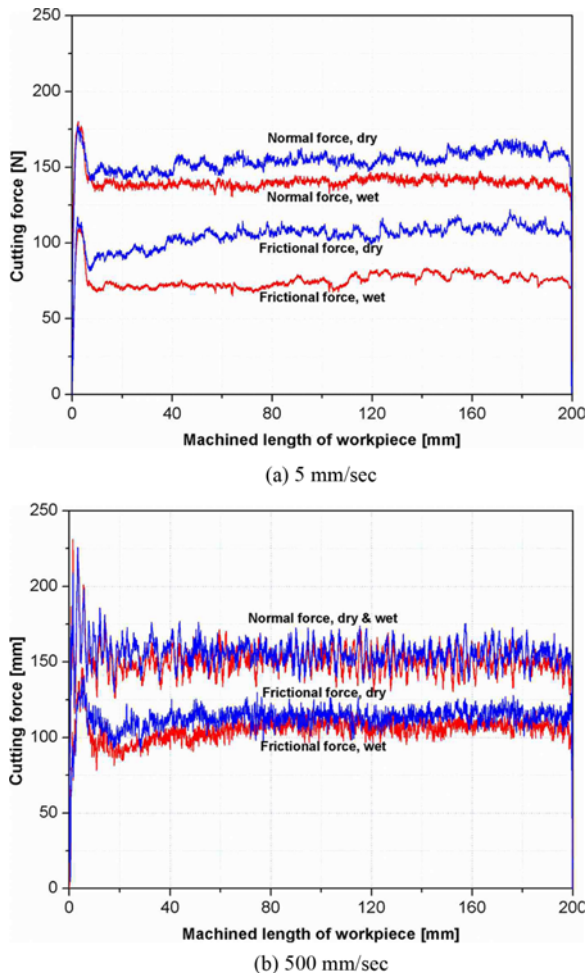 250
200
150
100
50
0
Cutting force [N]
Normal force, dry
Normal force, wet
Frictional force, dry
Frictional force, wet
0 40 80 120 160 200
Machined length of workpiece [mm]
(a) 5 mm/sec
250
200
150
100
50
0
Cutting force [mm]
Normal force, dry & wet
Frictional force, dry
Frictional force, wet
0 40 80 120 160 200
Machined length of workpiece [mm]
(b) 500 mm/sec